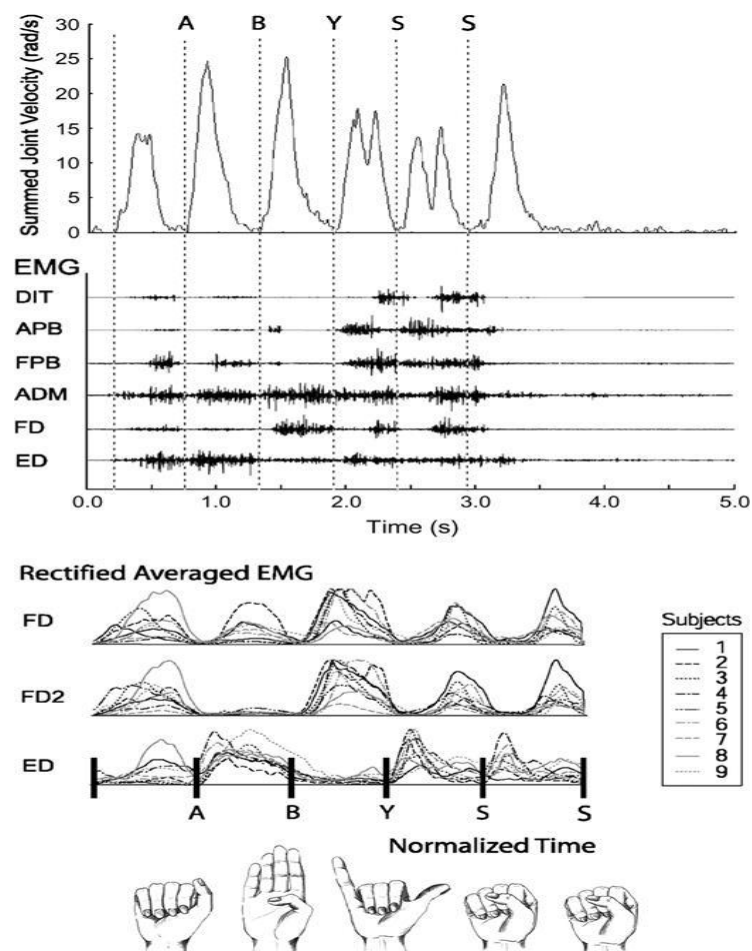 A B Y S S
Summed Joint Velocity (rad/s)
30
25
20
15
10
5
0
EMG
DIT
APB
FPB
ADM
FD
ED
0.0 1.0 2.0 3.0 4.0 5.0
Time (s)
Rectified Averaged EMG
FD
FD2
ED
A B Y S S
Normalized Time
Subjects
1
2
3
4
5
6
7
8
9